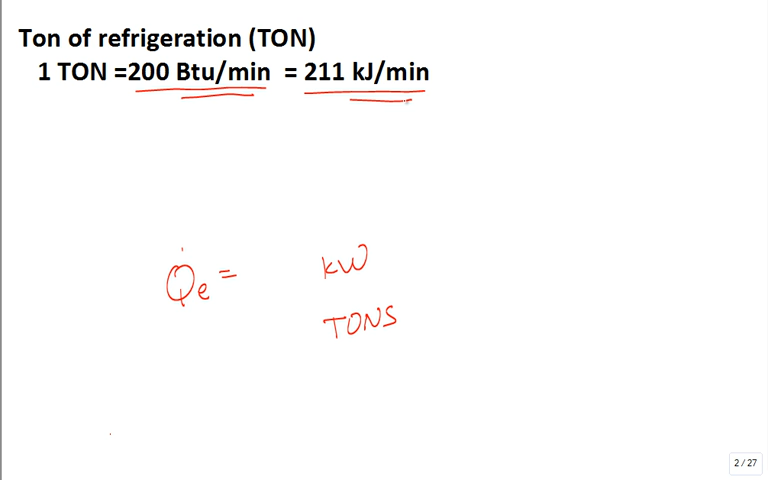 Ton of refrigeration (TON)
1 TON =200 Btu/min = 211 kJ/min
Q̇e = kW
TONS
2 / 27